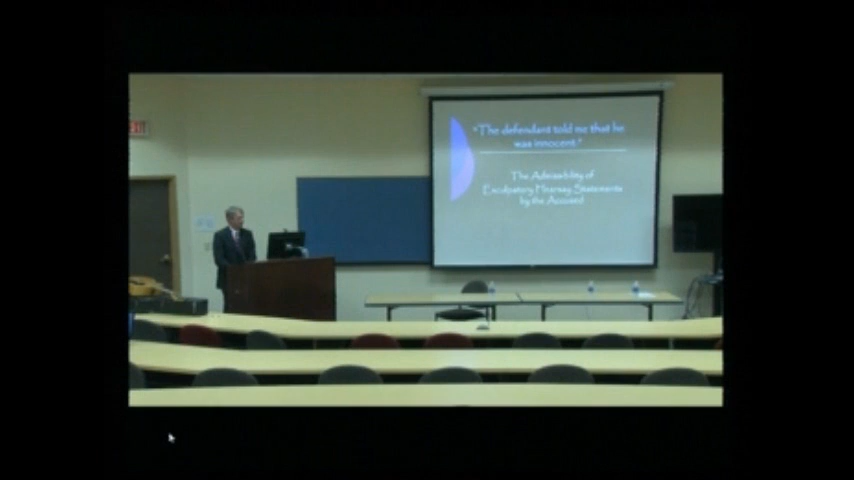 EXIT
"The defendant told me that he
was innocent."
The Admissibility of
Exculpatory Hearsay Statements
by the Accused